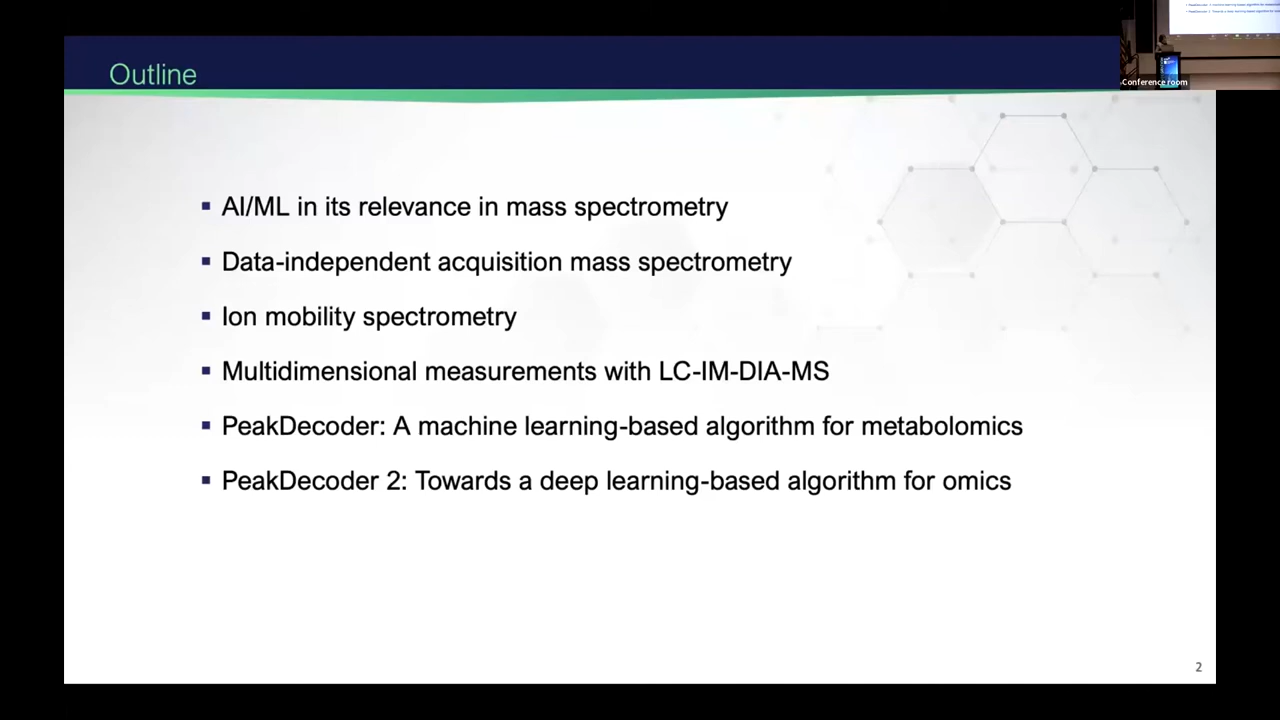 Outline
Conference room
AI/ML in its relevance in mass spectrometry
Data-independent acquisition mass spectrometry
Ion mobility spectrometry
Multidimensional measurements with LC-IM-DIA-MS
PeakDecoder: A machine learning-based algorithm for metabolomics
PeakDecoder 2: Towards a deep learning-based algorithm for omics
2